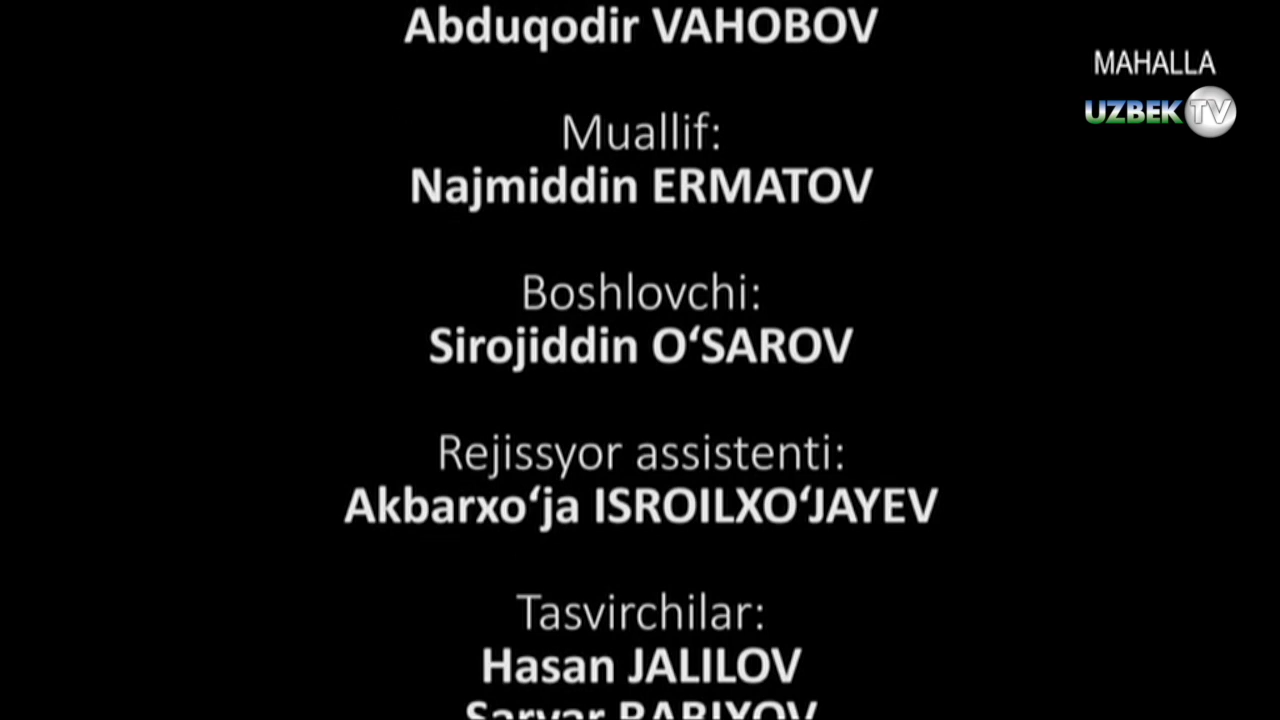 Abduqodir VAHOBOV
MAHALLA
UZBEK TV
Muallif:
Najmiddin ERMATOV
Boshlovchi:
Sirojiddin O‘SAROV
Rejissyor assistenti:
Akbarxo‘ja ISROILXO‘JAYEV
Tasvirchilar:
Hasan JALILOV
Sarvar